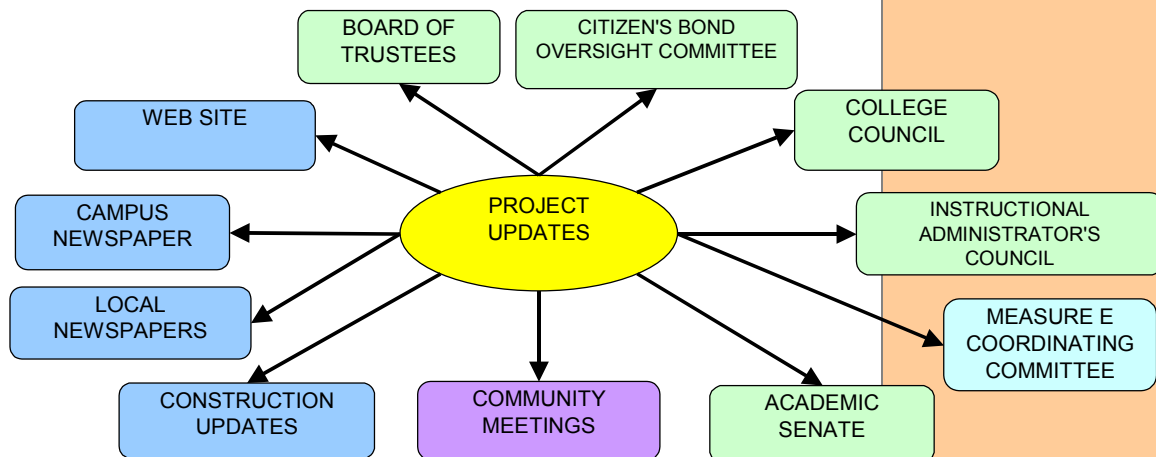 BOARD OF
TRUSTEES
CITIZEN'S BOND
OVERSIGHT COMMITTEE
WEB SITE
COLLEGE
COUNCIL
CAMPUS
NEWSPAPER
PROJECT
UPDATES
INSTRUCTIONAL
ADMINISTRATOR'S
COUNCIL
LOCAL
NEWSPAPERS
MEASURE E
COORDINATING
COMMITTEE
CONSTRUCTION
UPDATES
COMMUNITY
MEETINGS
ACADEMIC
SENATE